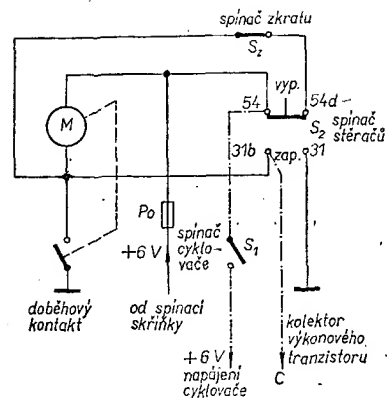 spínač zkratu
Sz
vyp.
54
54d
S2
spínač
stěračů
M
31b
zap.
31
Po
+6 V
spínač
cyklo-
vače
S1
doběhový
kontakt
od spínací
skříňky
+6 V
napájení
cyklovače
C
kolektor
výkonového
tranzistoru